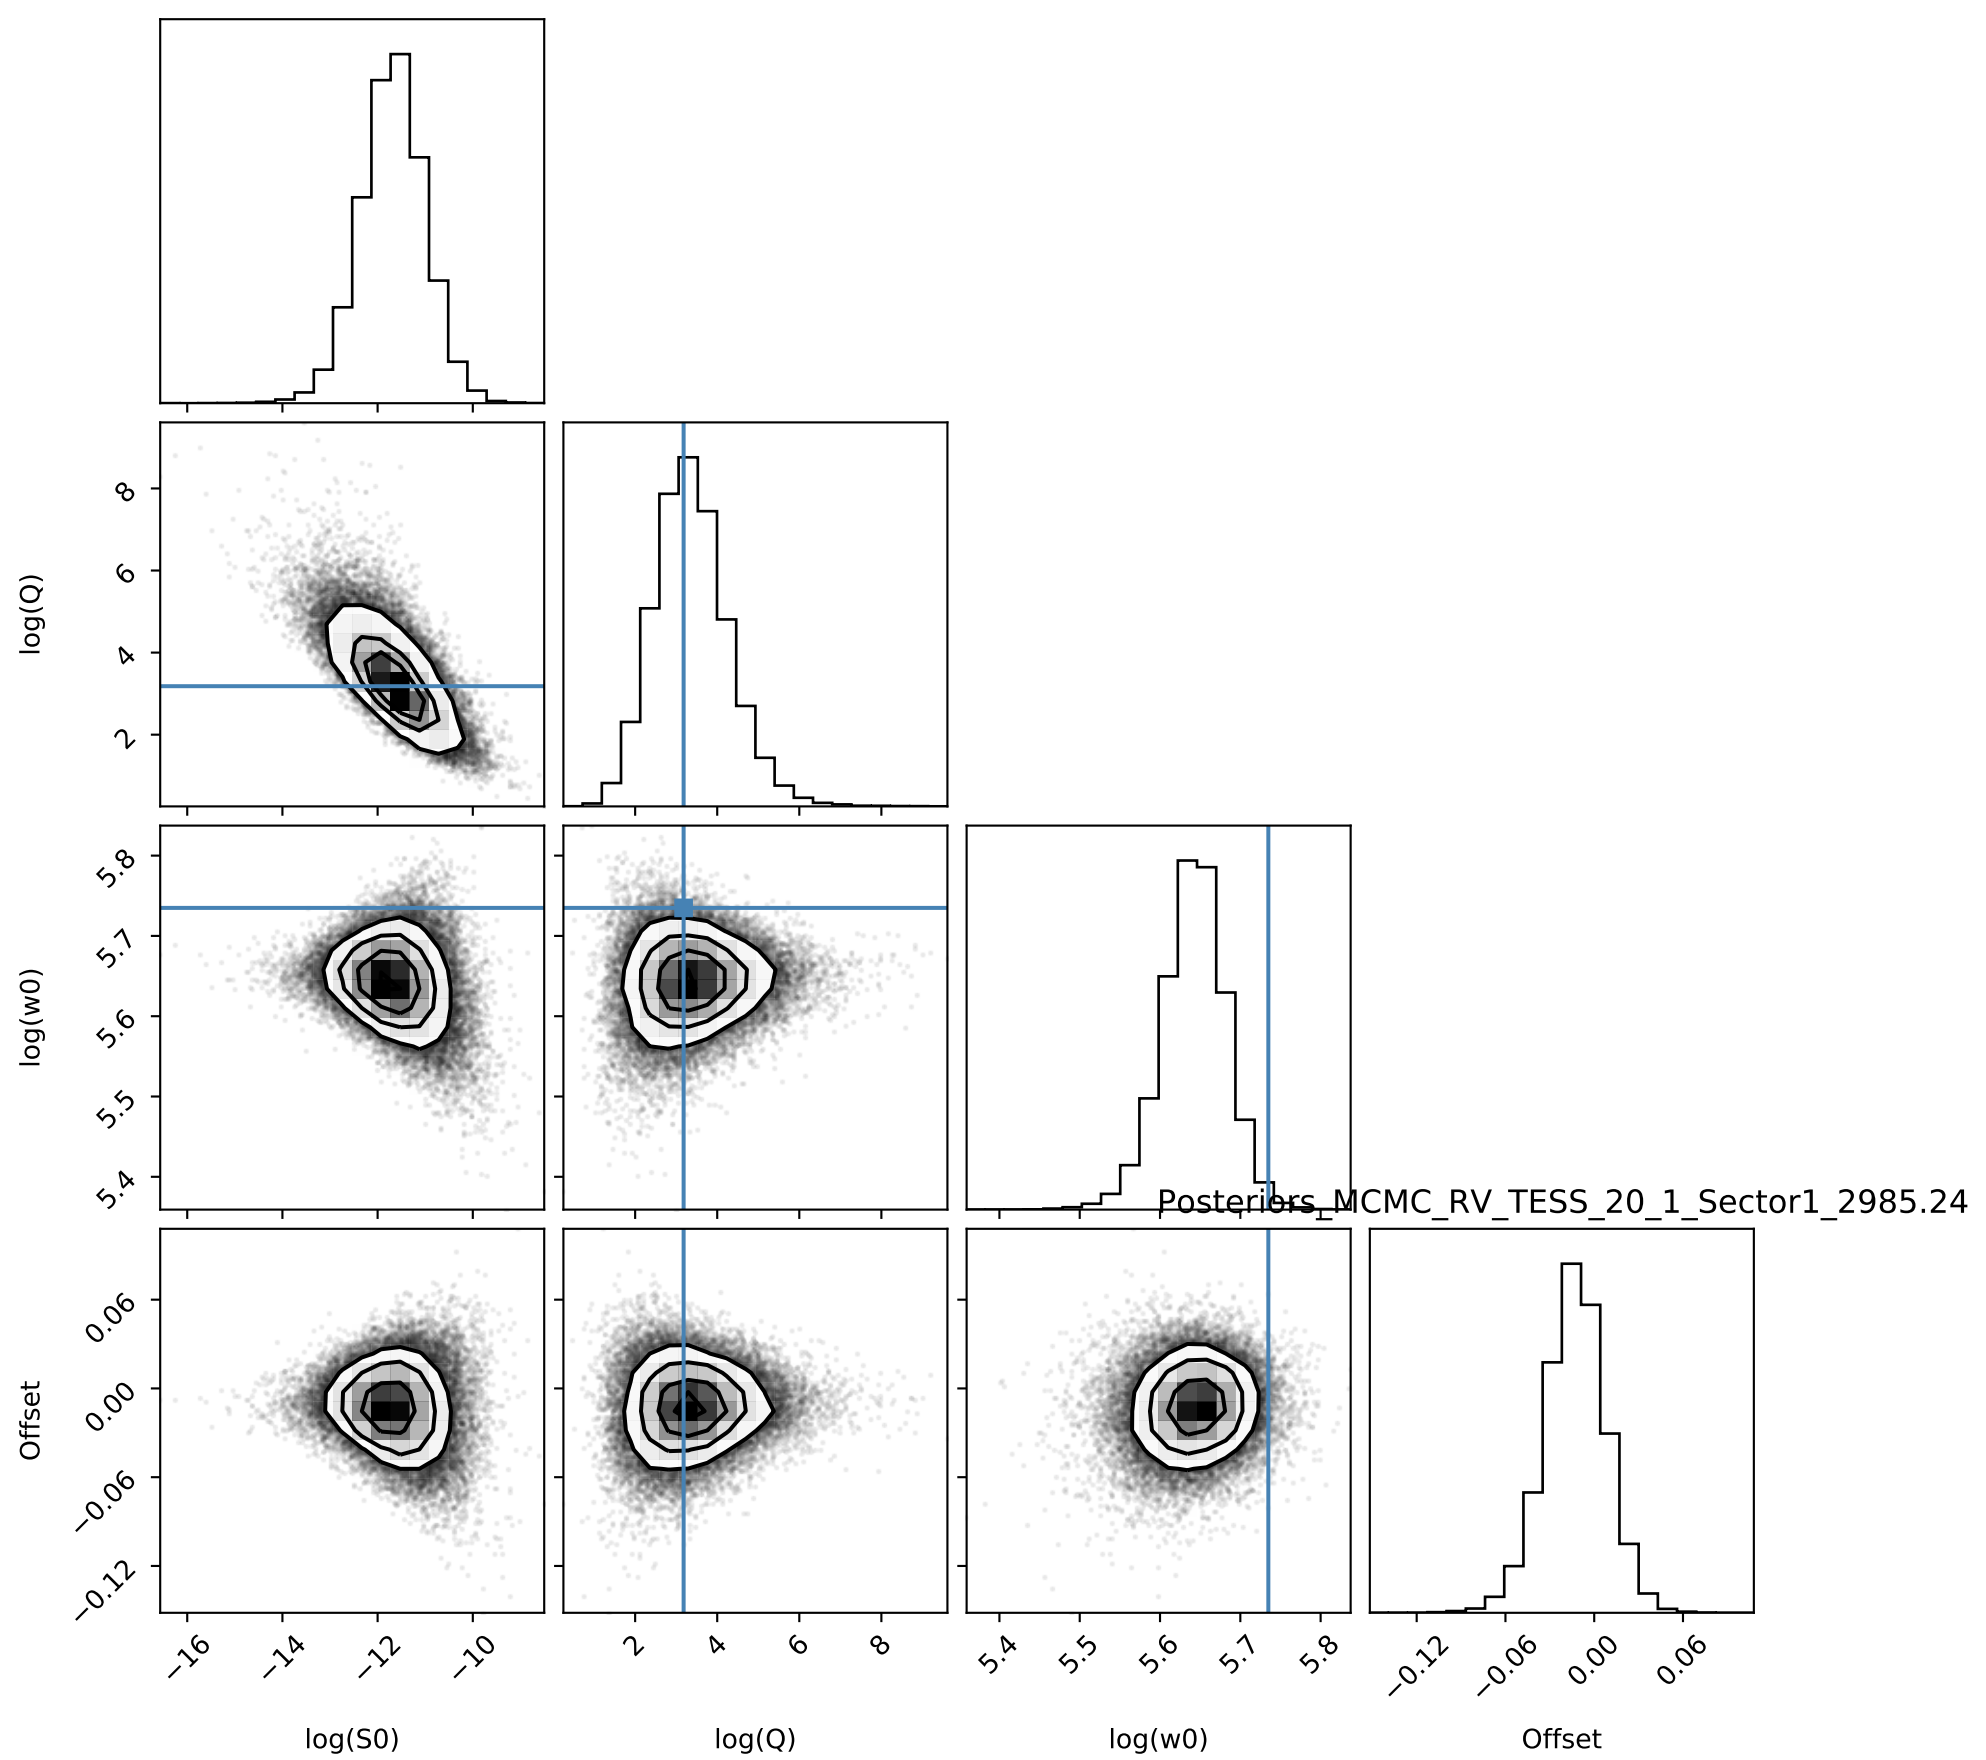 log(Q)
8
6
4
2
log(w0)
5.8
5.7
5.6
5.5
5.4
Posteriors_MCMC_RV_TESS_20_1_Sector1_2985.24
Offset
0.06
0.00
−0.06
−0.12
−16 −14 −12 −10
2 4 6 8
5.4 5.5 5.6 5.7 5.8
−0.12 −0.06 0.00 0.06
log(S0) log(Q) log(w0) Offset